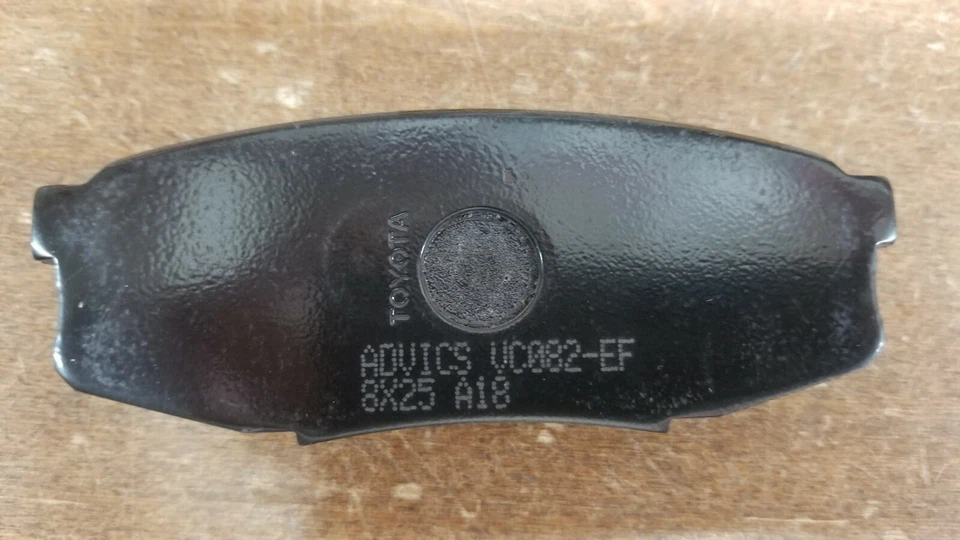 TOYOTA
ADVICS VC082-EF
8X25 A18